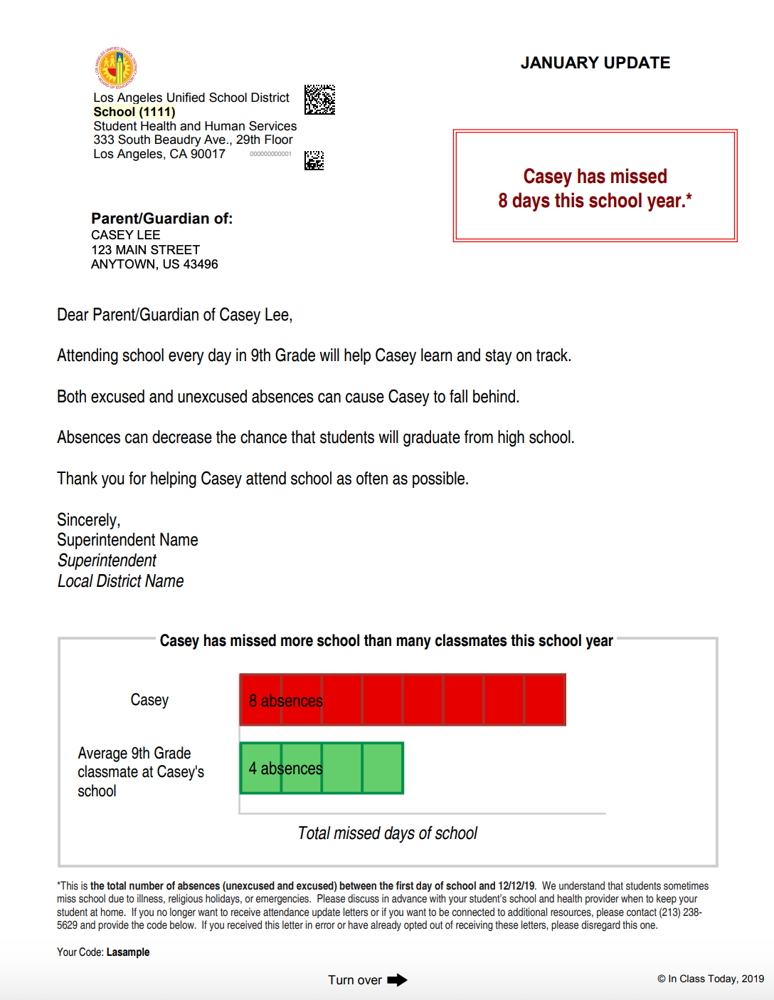 LOS ANGELES UNIFIED SCHOOL DISTRICT
BOARD OF EDUCATION
Los Angeles Unified School District
School (1111)
Student Health and Human Services
333 South Beaudry Ave., 29th Floor
Los Angeles, CA 90017
000000000001
JANUARY UPDATE
Casey has missed
8 days this school year.*
Parent/Guardian of:
CASEY LEE
123 MAIN STREET
ANYTOWN, US 43496
Dear Parent/Guardian of Casey Lee,
Attending school every day in 9th Grade will help Casey learn and stay on track.
Both excused and unexcused absences can cause Casey to fall behind.
Absences can decrease the chance that students will graduate from high school.
Thank you for helping Casey attend school as often as possible.
Sincerely,
Superintendent Name
Superintendent
Local District Name
Casey has missed more school than many classmates this school year
Casey
8 absences
Average 9th Grade
classmate at Casey's
school
4 absences
Total missed days of school
*This is the total number of absences (unexcused and excused) between the first day of school and 12/12/19. We understand that students sometimes
miss school due to illness, religious holidays, or emergencies. Please discuss in advance with your student’s school and health provider when to keep your
student at home. If you no longer want to receive attendance update letters or if you want to be connected to additional resources, please contact (213) 238-
5629 and provide the code below. If you received this letter in error or have already opted out of receiving these letters, please disregard this one.
Your Code: Lasample
Turn over
© In Class Today, 2019